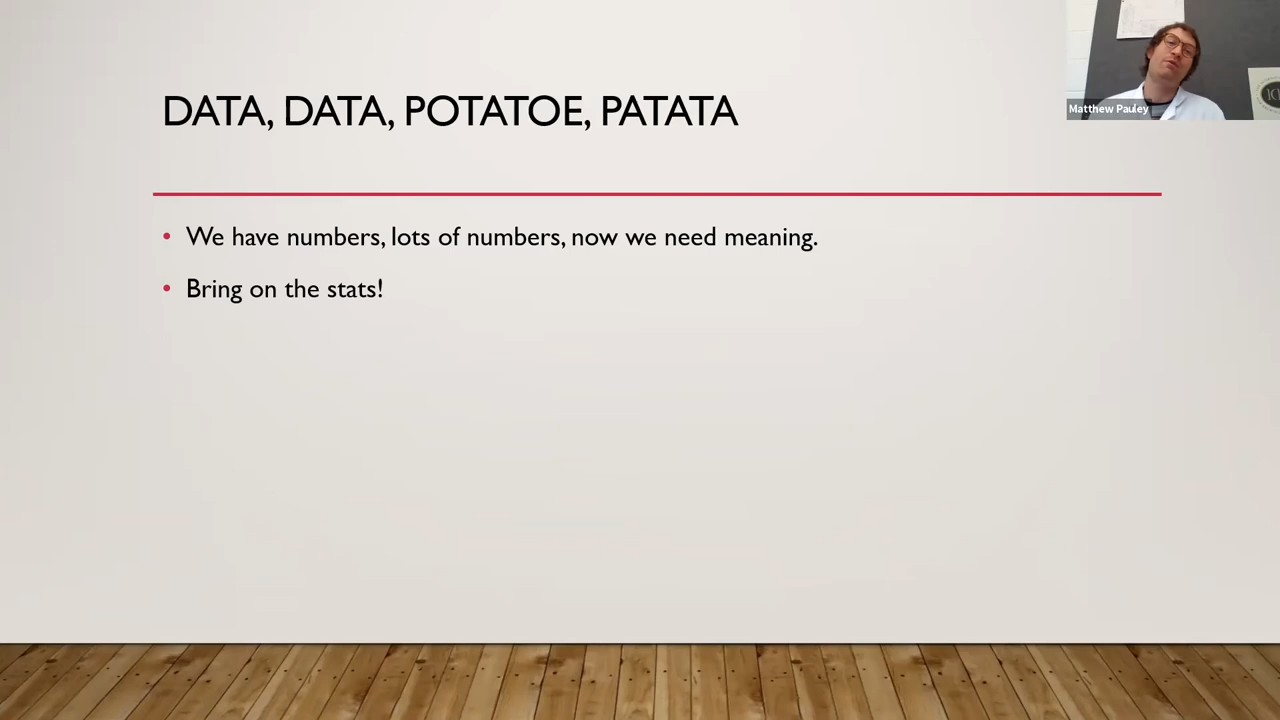 DATA, DATA, POTATOE, PATATA
Matthew Pauley
• We have numbers, lots of numbers, now we need meaning.
• Bring on the stats!